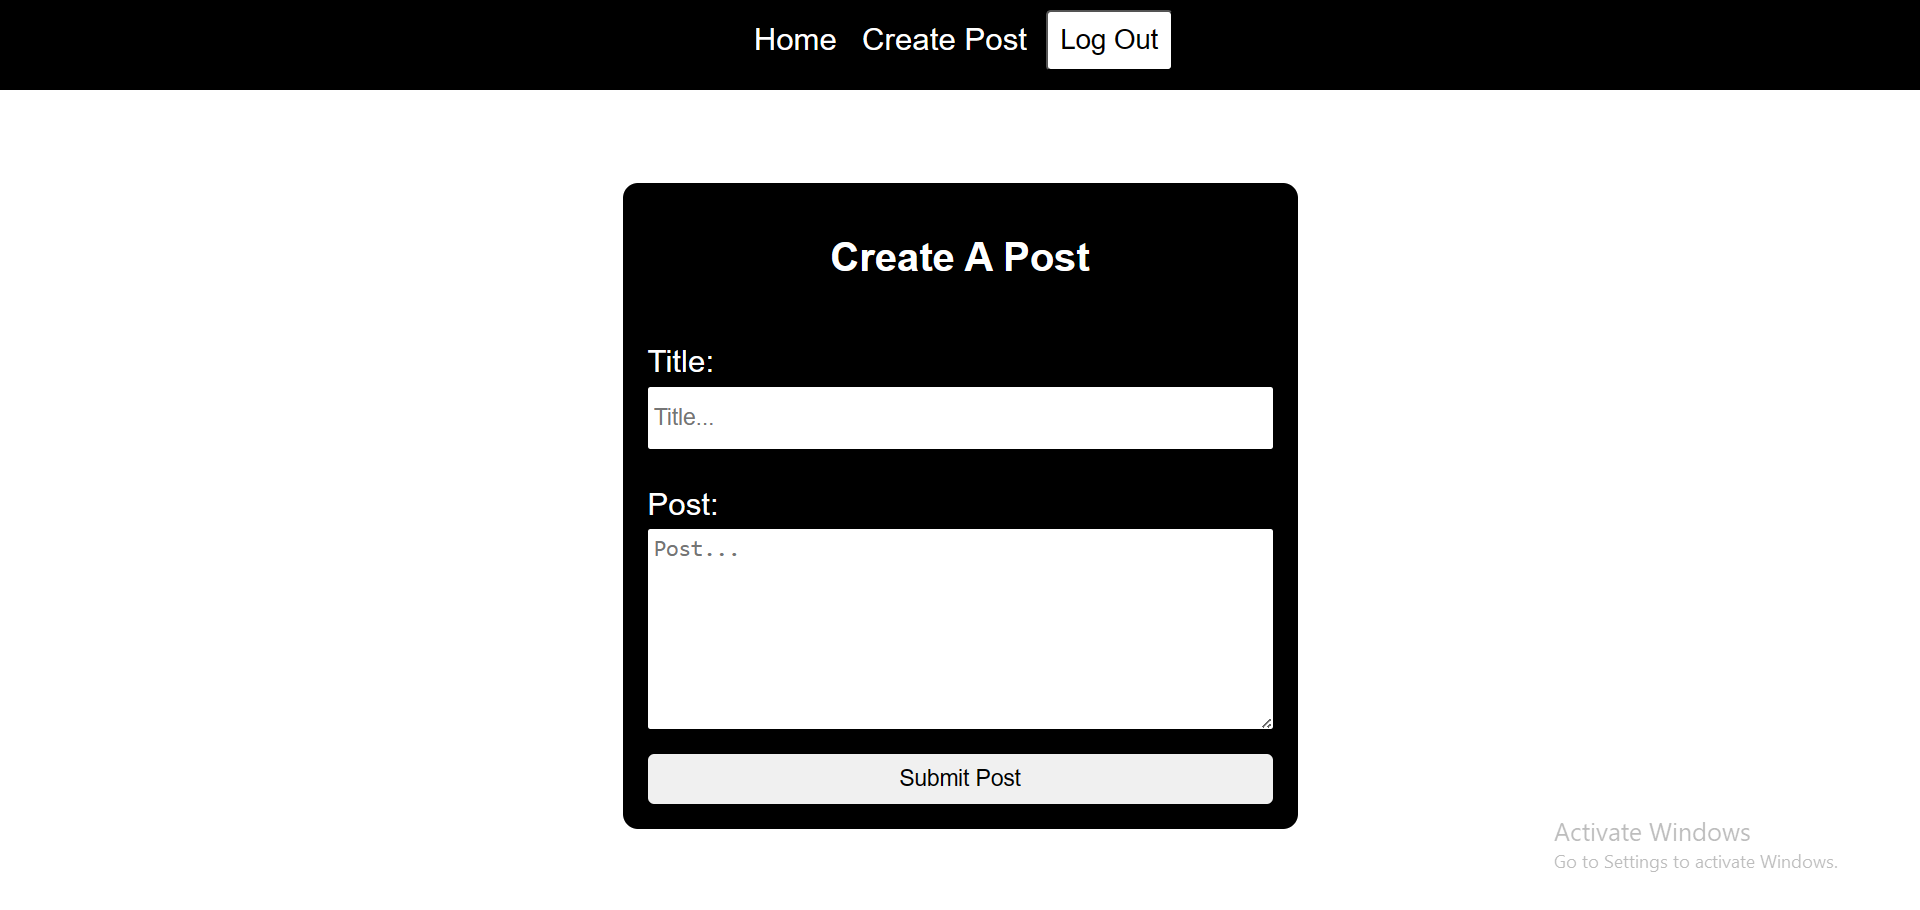 Home Create Post Log Out
Create A Post
Title:
Title...
Post:
Post...
Submit Post
Activate Windows
Go to Settings to activate Windows.